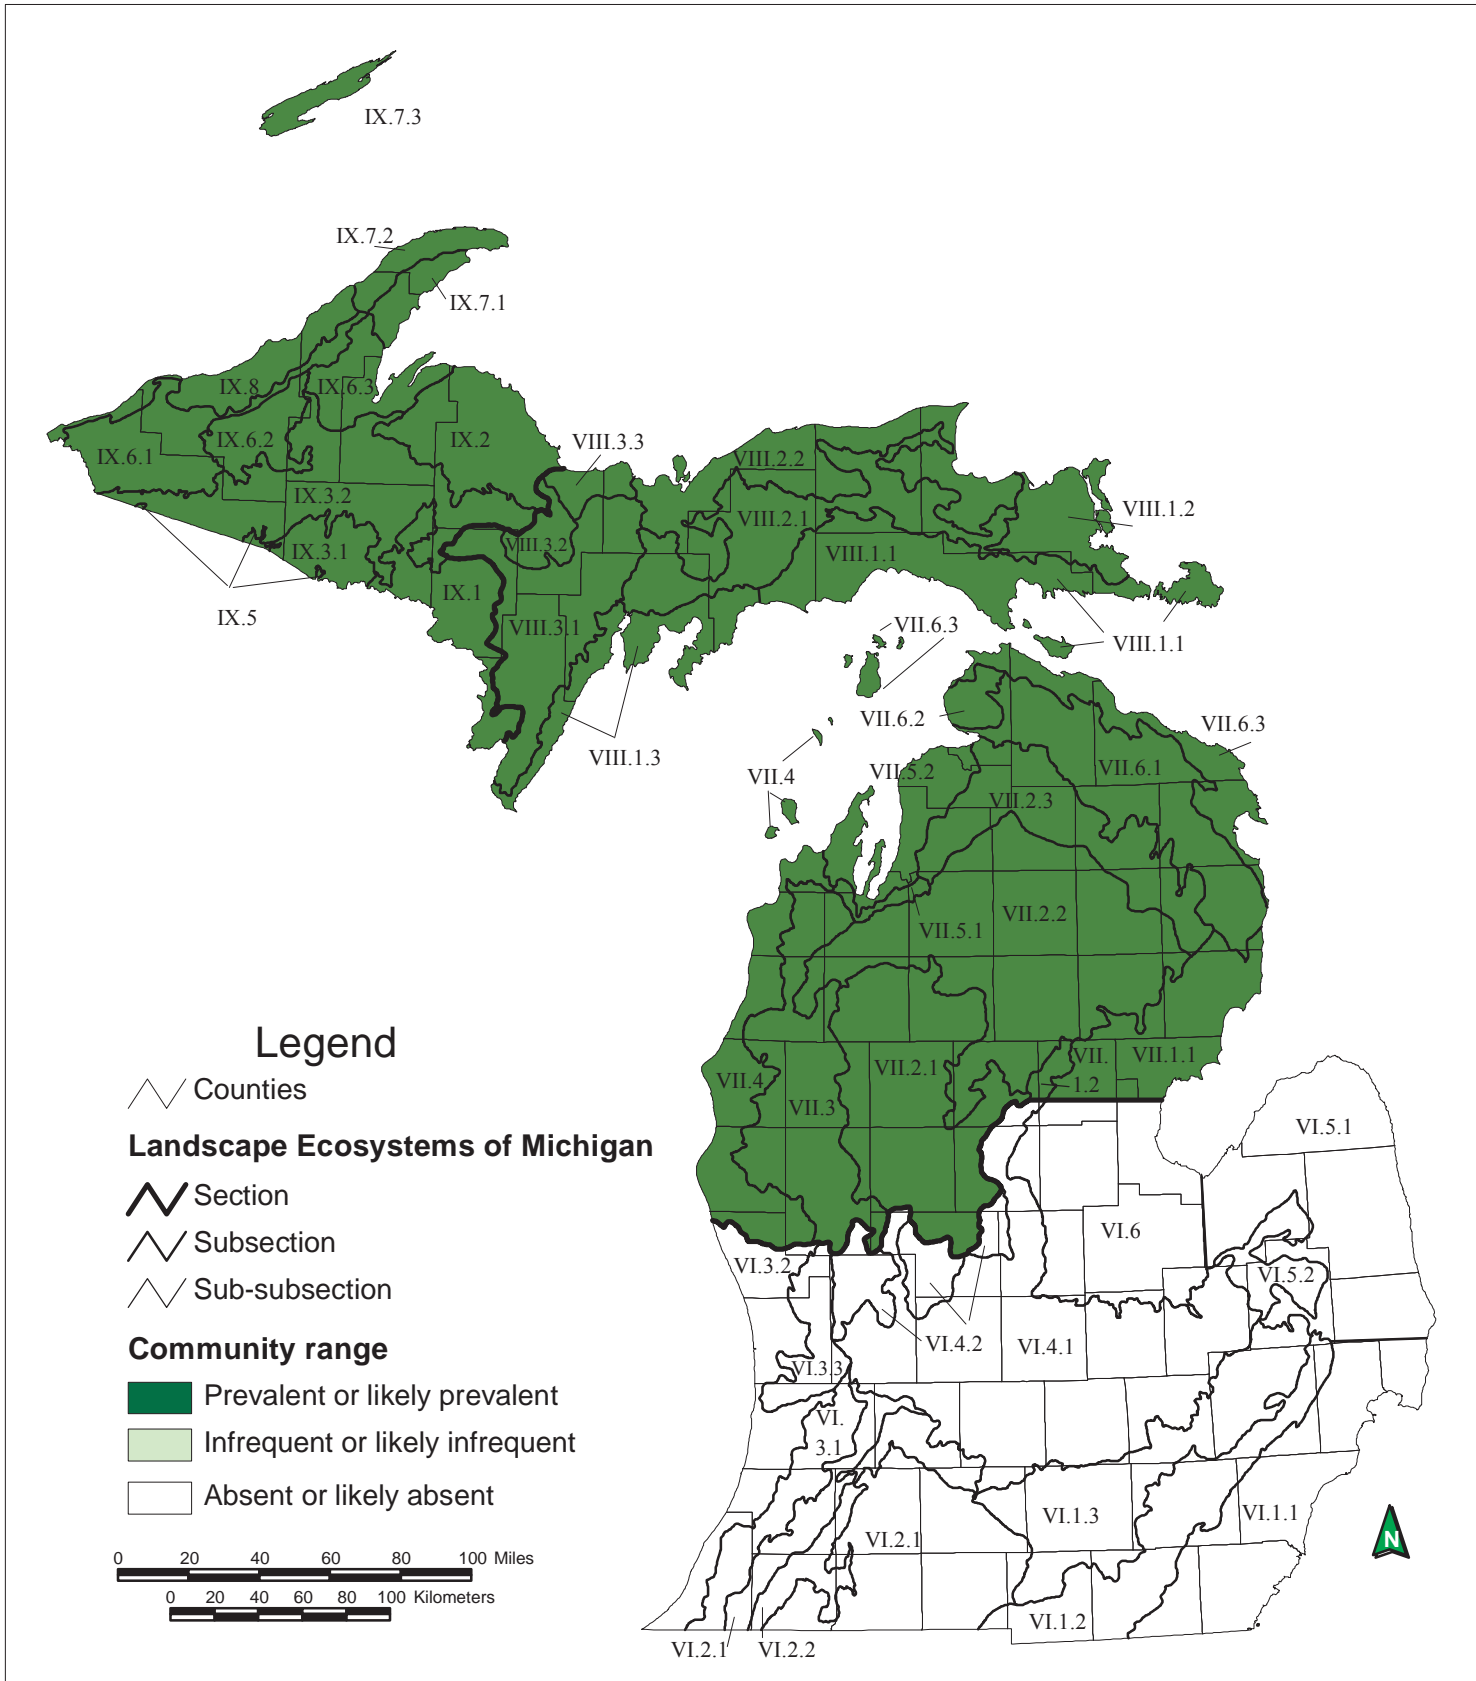 IX.7.3
IX.7.2
IX.7.1
IX.8
IX.6.3
IX.6.2
IX.6.1
IX.2
VIII.3.3
VIII.2.2
IX.3.2
VIII.2.1
VIII.1.2
IX.3.1
VIII.3.2
VIII.1.1
IX.1
IX.5
VIII.3.1
VII.6.3
VIII.1.1
VII.6.2
VII.6.3
VIII.1.3
VII.4
VII.5.2
VII.6.1
VII.2.3
VII.2.2
VII.5.1
VII.4
VII.3
VII.2.1
VII.
1.2
VII.1.1
VI.5.1
VI.6
VI.3.2
VI.5.2
VI.4.2
VI.4.1
VI.3.3
VI.
3.1
VI.1.3
VI.1.1
VI.2.1
VI.1.2
VI.2.1
VI.2.2
Legend
Counties
Landscape Ecosystems of Michigan
Section
Subsection
Sub-subsection
Community range
Prevalent or likely prevalent
Infrequent or likely infrequent
Absent or likely absent
0 20 40 60 80 100 Miles
0 20 40 60 80 100 Kilometers
N